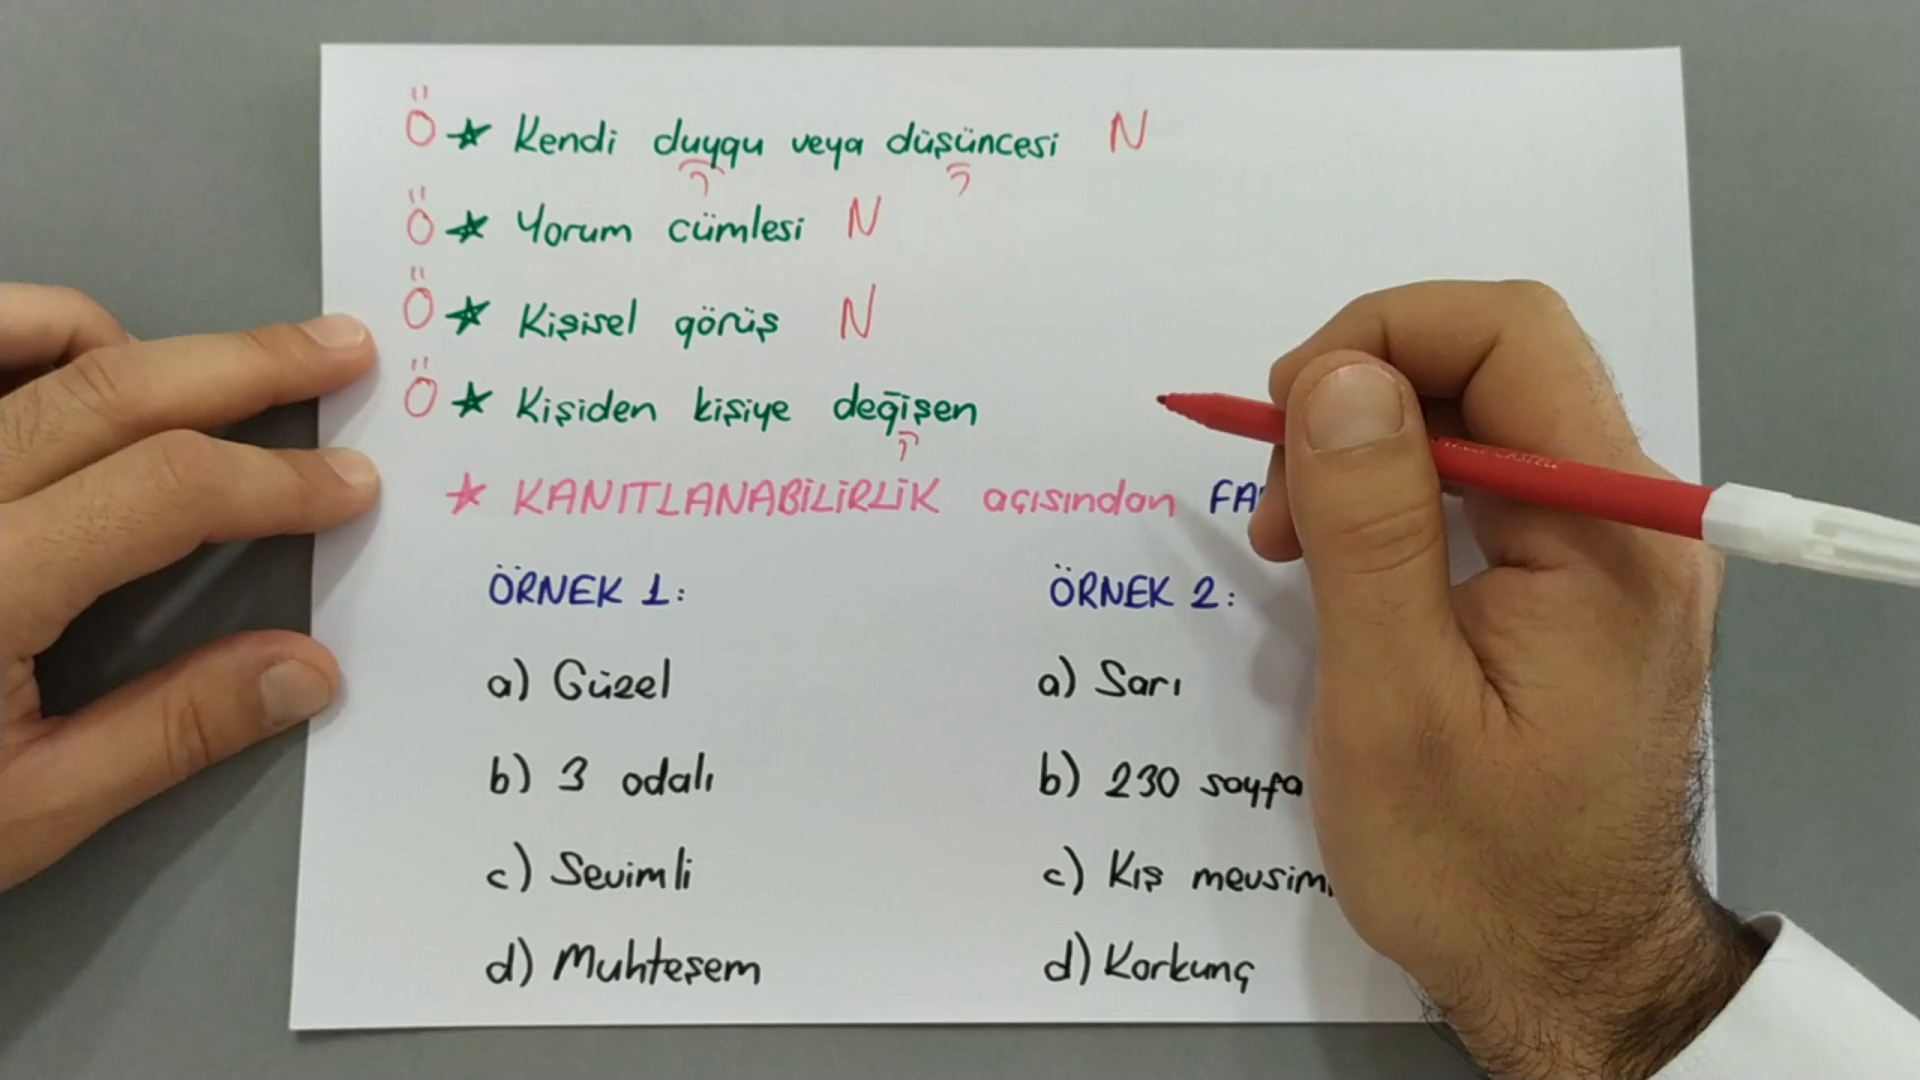 Ö ★ Kendi duygu veya düşüncesi N
Ö ★ Yorum cümlesi N
Ö ★ Kişisel görüş N
Ö ★ Kişiden kişiye değişen
★ KANITLANABİLİRLİK açısından
ÖRNEK 1:
a) Güzel
b) 3 odalı
c) Sevimli
d) Muhteşem
ÖRNEK 2:
a) Sarı
b) 230 sayfa
c) Kış
d) Korkunç